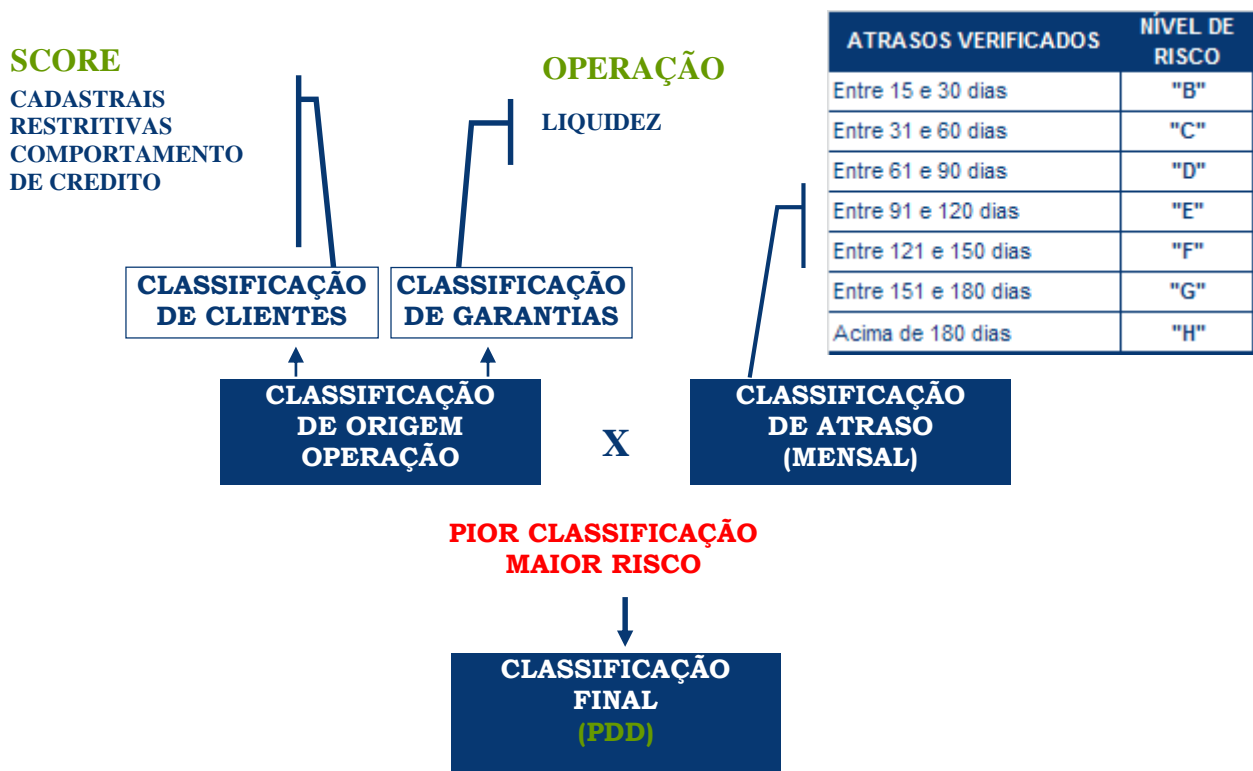 SCORE
CADASTRAIS
RESTRITIVAS
COMPORTAMENTO
DE CREDITO
OPERAÇÃO
LIQUIDEZ
ATRASOS VERIFICADOS NÍVEL DE RISCO
Entre 15 e 30 dias "B"
Entre 31 e 60 dias "C"
Entre 61 e 90 dias "D"
Entre 91 e 120 dias "E"
Entre 121 e 150 dias "F"
Entre 151 e 180 dias "G"
Acima de 180 dias "H"
CLASSIFICAÇÃO
DE CLIENTES
CLASSIFICAÇÃO
DE GARANTIAS
CLASSIFICAÇÃO
DE ORIGEM
OPERAÇÃO
X
CLASSIFICAÇÃO
DE ATRASO
(MENSAL)
PIOR CLASSIFICAÇÃO
MAIOR RISCO
CLASSIFICAÇÃO
FINAL
(PDD)